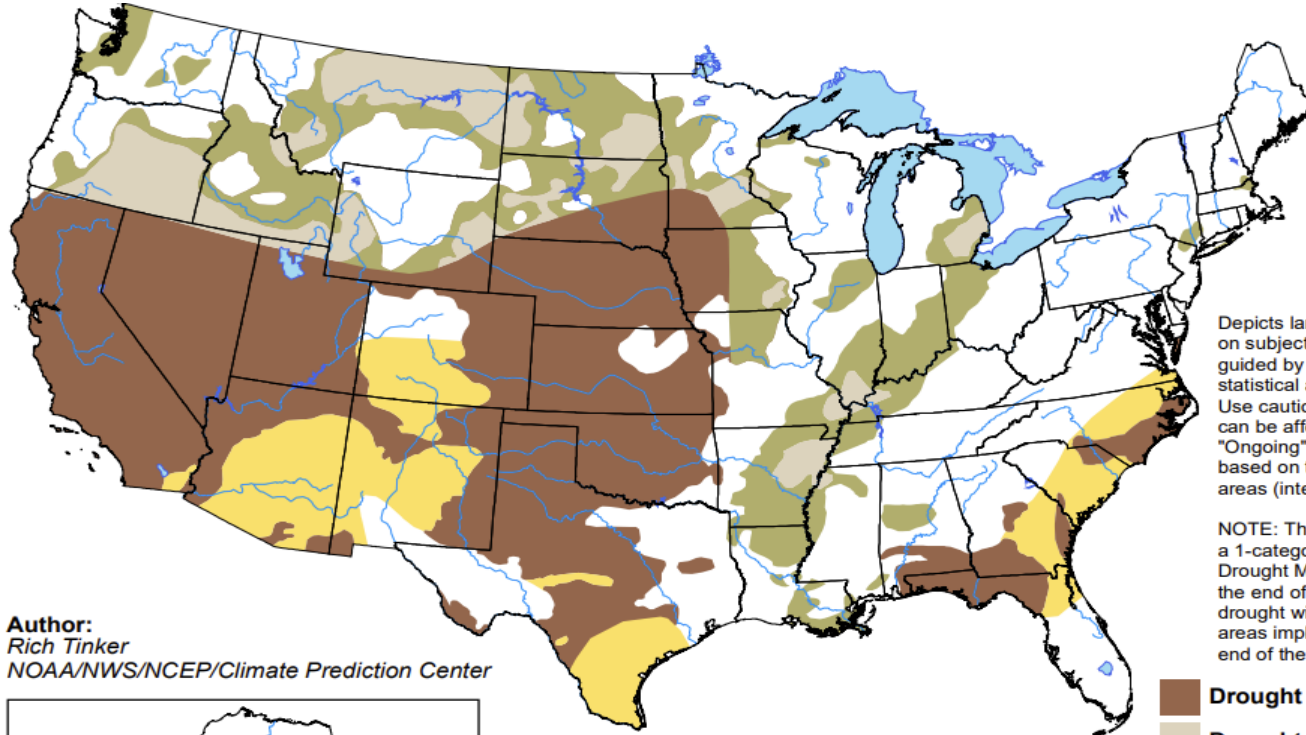 Depicts la
on subject
guided by
statistical
Use cautio
can be affe
"Ongoing"
based on
areas (inte
NOTE: Th
a 1-catego
Drought M
the end of
drought wi
areas impl
end of the
Author:
Rich Tinker
NOAA/NWS/NCEP/Climate Prediction Center
Drought